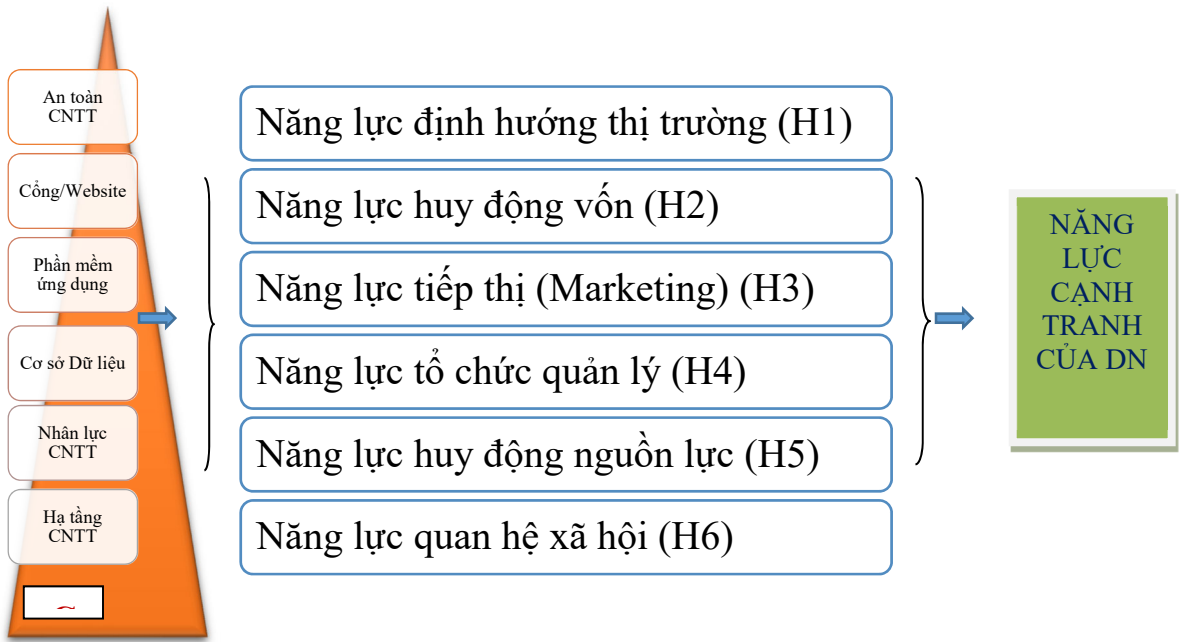 An toàn
CNTT
Cổng/Website
Phần mềm
ứng dụng
Cơ sở Dữ liệu
Nhân lực
CNTT
Hạ tầng
CNTT
Năng lực định hướng thị trường (H1)
Năng lực huy động vốn (H2)
Năng lực tiếp thị (Marketing) (H3)
Năng lực tổ chức quản lý (H4)
Năng lực huy động nguồn lực (H5)
Năng lực quan hệ xã hội (H6)
NĂNG
LỰC
CẠNH
TRANH
CỦA DN